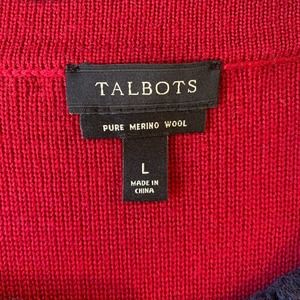 TALBOTS
PURE MERINO WOOL
L
MADE IN
CHINA